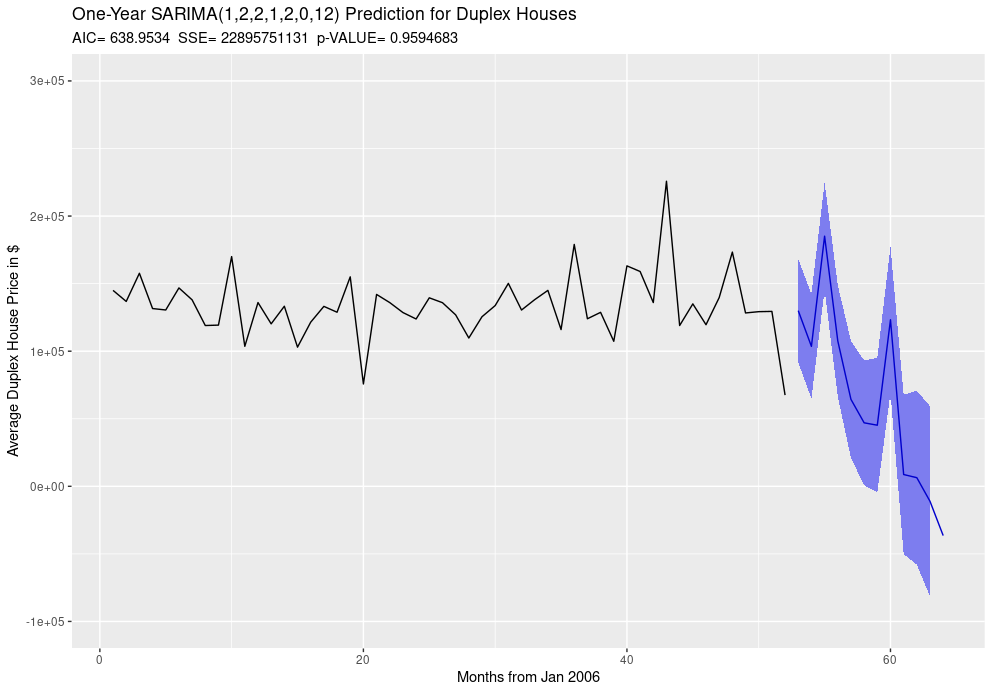 One-Year SARIMA(1,2,2,1,2,0,12) Prediction for Duplex Houses
AIC= 638.9534  SSE= 22895751131  p-VALUE= 0.9594683
Average Duplex House Price in $
3e+05
2e+05
1e+05
0e+00
-1e+05
0 20 40 60
Months from Jan 2006